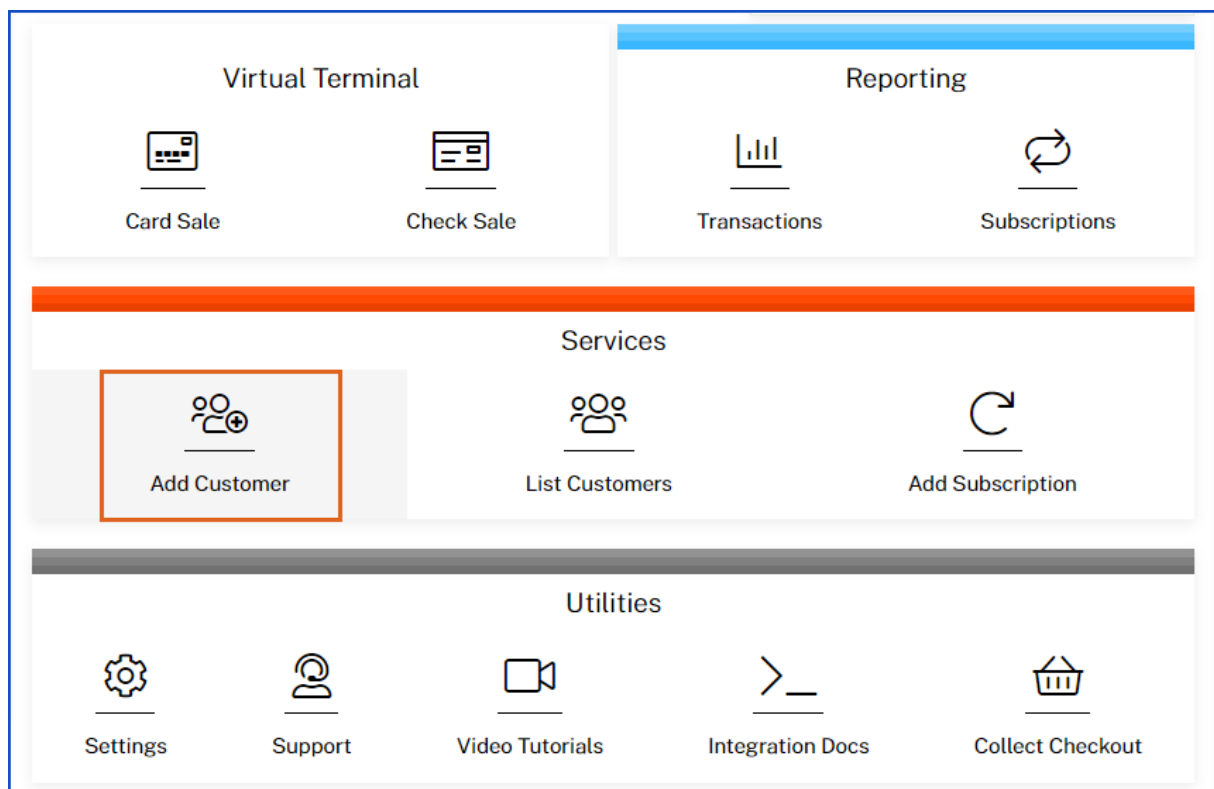 Virtual Terminal
Reporting
Card Sale
Check Sale
Transactions
Subscriptions
Services
Add Customer
List Customers
Add Subscription
Utilities
Settings
Support
Video Tutorials
Integration Docs
Collect Checkout